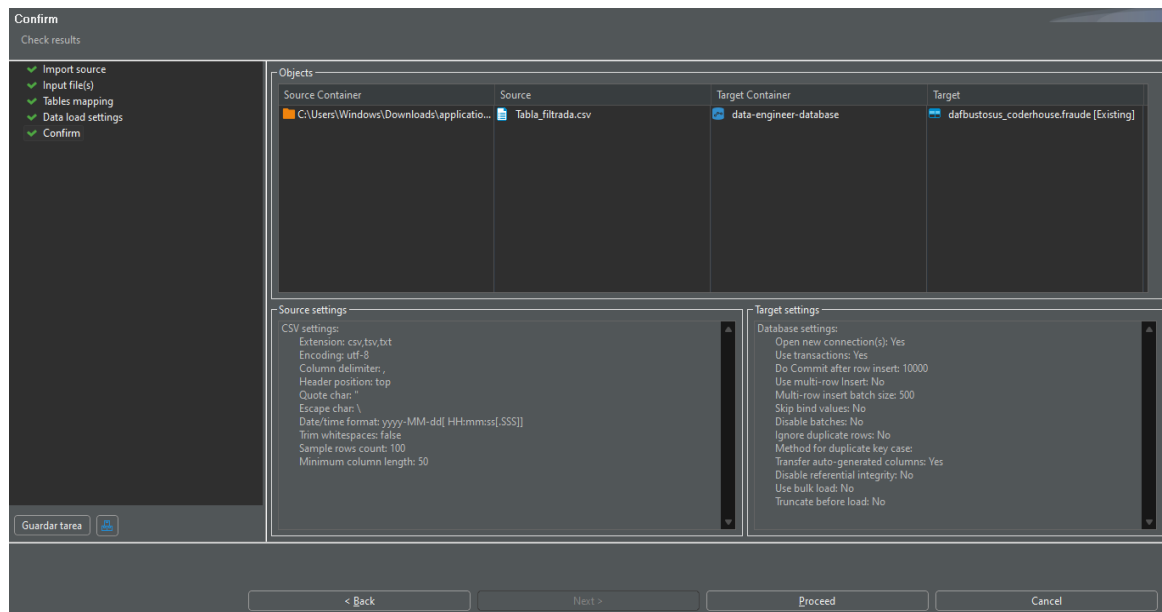 Confirm
Check results
Import source
Input file(s)
Tables mapping
Data load settings
Confirm
Objects
Source Container Source Target Container Target
C:\Users\Windows\Downloads\applicatio... Tabla_filtrada.csv data-engineer-database dafbustosus_coderhouse.fraude [Existing]
Source settings
CSV settings:
Extension: csv,tsv,txt
Encoding: utf-8
Column delimiter: ,
Header position: top
Quote char: "
Escape char: \
Date/time format: yyyy-MM-dd[ HH:mm:ss[.SSS]]
Trim whitespaces: false
Sample rows count: 100
Minimum column length: 50
Target settings
Database settings:
Open new connection(s): Yes
Use transactions: Yes
Do Commit after row insert: 10000
Use multi-row Insert: No
Multi-row insert batch size: 500
Skip bind values: No
Disable batches: No
Ignore duplicate rows: No
Method for duplicate key case:
Transfer auto-generated columns: Yes
Disable referential integrity: No
Use bulk load: No
Truncate before load: No
Guardar tarea
< Back Next > Proceed Cancel